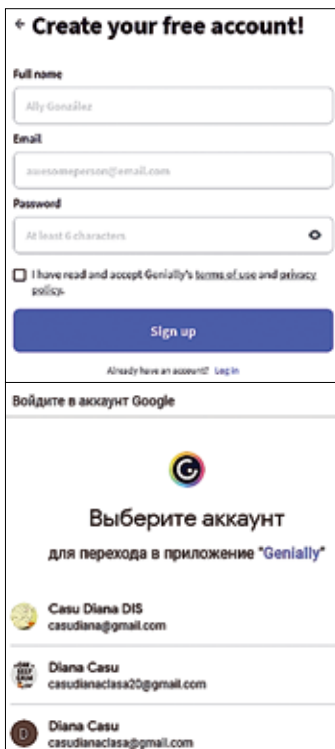 ← Create your free account!
Full name
Ally González
Email
awesomeperson@email.com
Password
At least 6 characters
I have read and accept Genially's terms of use and privacy
policy.
Sign up
Already have an account? Log in
Войдите в аккаунт Google
G
Выберите аккаунт
для перехода в приложение "Genially"
Casu Diana DIS
casudiana@gmail.com
Diana Casu
casudianaclasa20@gmail.com
D
Diana Casu
casudianaclasa@gmail.com